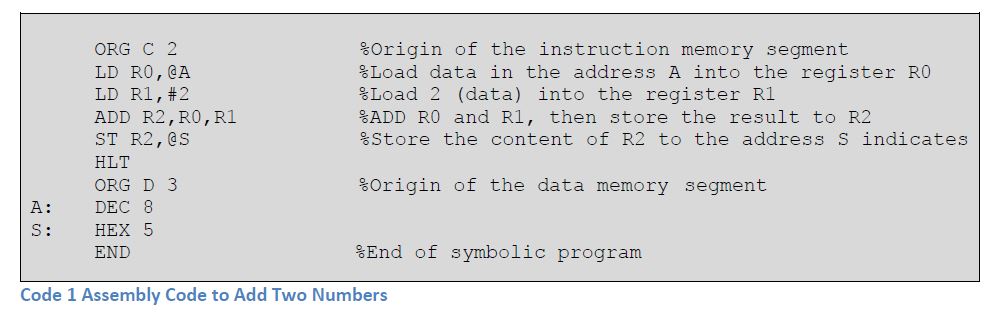 ORG C 2 %Origin of the instruction memory segment
LD R0,@A %Load data in the address A into the register R0
LD R1,#2 %Load 2 (data) into the register R1
ADD R2,R0,R1 %ADD R0 and R1, then store the result to R2
ST R2,@S %Store the content of R2 to the address S indicates
HLT
ORG D 3 %Origin of the data memory segment
A: DEC 8
S: HEX 5
END %End of symbolic program
Code 1 Assembly Code to Add Two Numbers